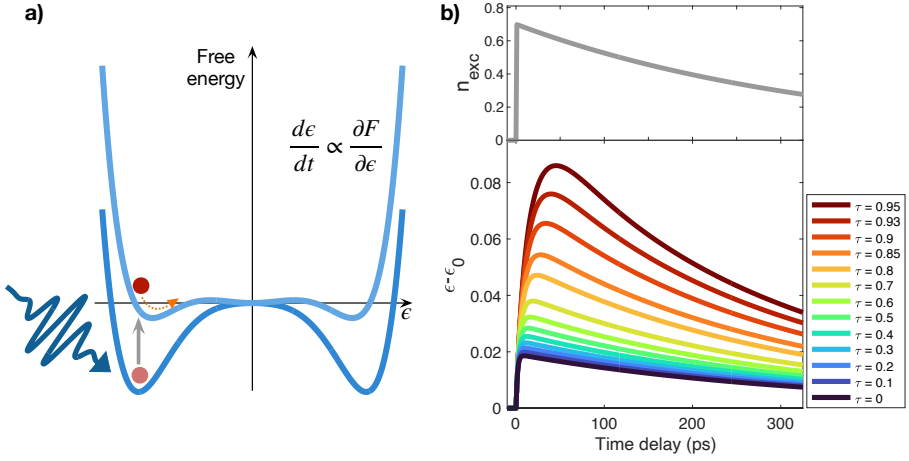 a)
Free
energy
dϵ/dt ∝ ∂F/∂ϵ
ϵ
b)
n_exc
0.8
0.6
0.4
0.2
0
ϵ-ϵ_0
0.08
0.06
0.04
0.02
0
0
100
200
300
Time delay (ps)
τ = 0.95
τ = 0.93
τ = 0.9
τ = 0.85
τ = 0.8
τ = 0.7
τ = 0.6
τ = 0.5
τ = 0.4
τ = 0.3
τ = 0.2
τ = 0.1
τ = 0